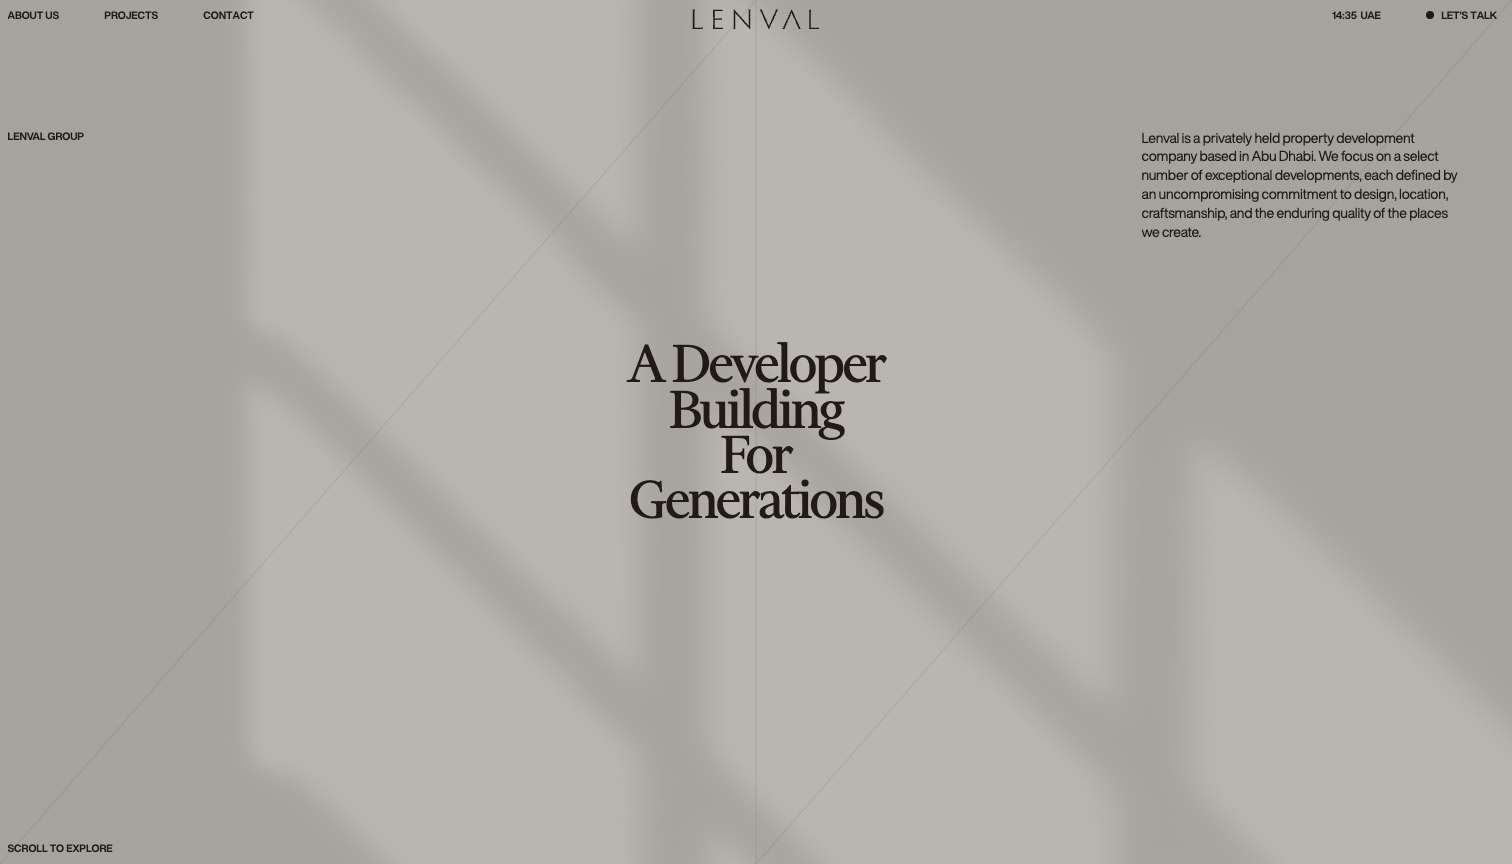 ABOUT US
PROJECTS
CONTACT
LENVAL
14:35 UAE
LET'S TALK
LENVAL GROUP
Lenval is a privately held property development
company based in Abu Dhabi. We focus on a select
number of exceptional developments, each defined by
an uncompromising commitment to design, location,
craftsmanship, and the enduring quality of the places
we create.
A Developer
Building
For
Generations
SCROLL TO EXPLORE